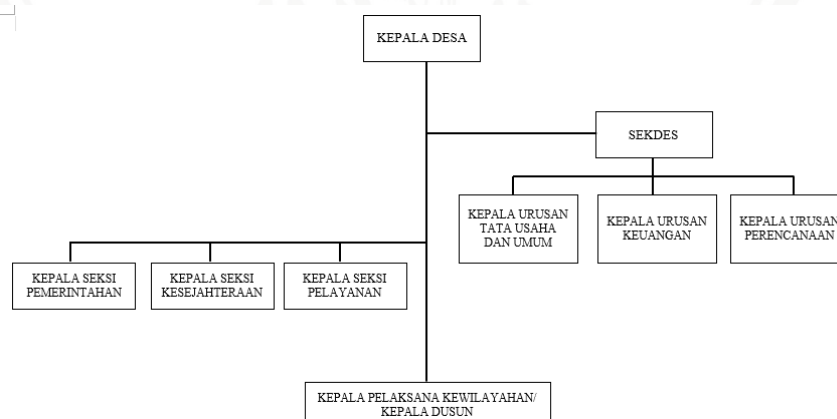 KEPALA DESA
SEKDES
KEPALA URUSAN
TATA USAHA
DAN UMUM
KEPALA URUSAN
KEUANGAN
KEPALA URUSAN
PERENCANAAN
KEPALA SEKSI
PEMERINTAHAN
KEPALA SEKSI
KESEJAHTERAAN
KEPALA SEKSI
PELAYANAN
KEPALA PELAKSANA KEWILAYAHAN/
KEPALA DUSUN